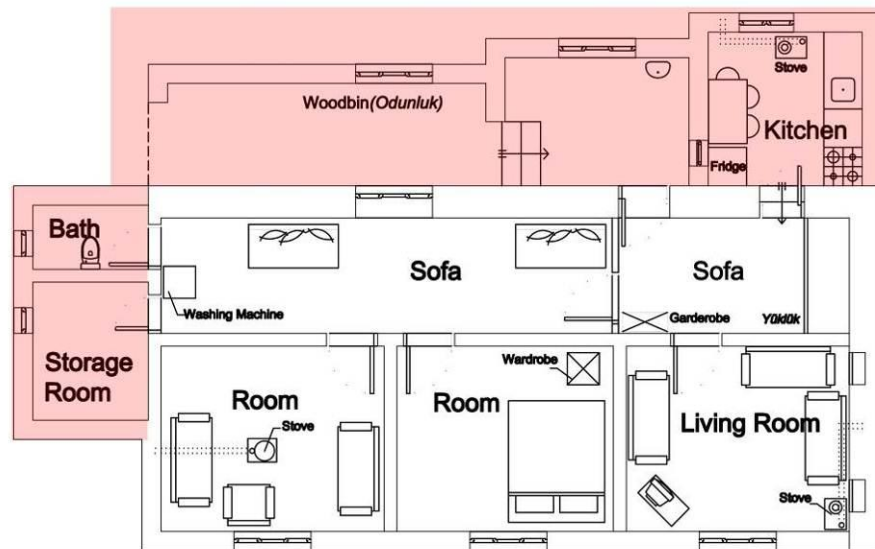 Woodbin(Odunluk)
Stove
Kitchen
Fridge
Bath
Sofa
Sofa
Washing Machine
Garderobe
Yüklük
Storage
Room
Wardrobe
Room
Stove
Room
Living Room
Stove